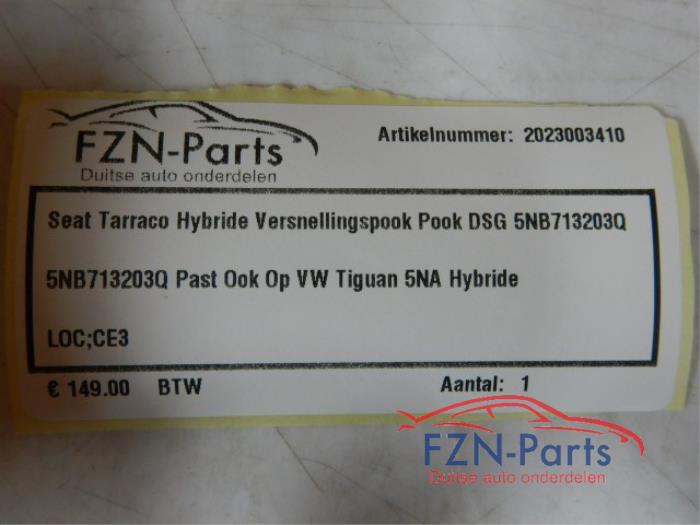 FZN-Parts
Duitse auto onderdelen
Artikelnummer: 2023003410
Seat Tarraco Hybride Versnellingspook Pook DSG 5NB713203Q
5NB713203Q Past Ook Op VW Tiguan 5NA Hybride
LOC;CE3
€ 149.00 BTW Aantal: 1
FZN-Parts
Duitse auto onderdelen